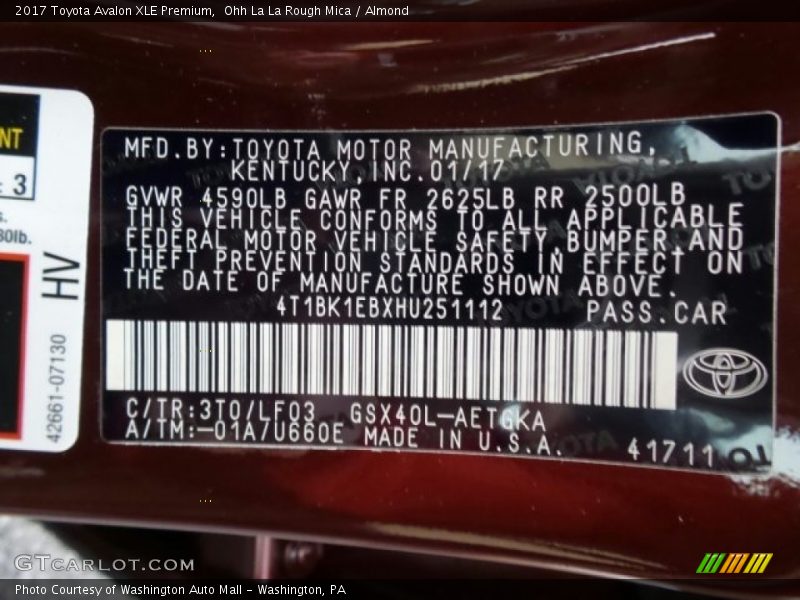 2017 Toyota Avalon XLE Premium,  Ohh La La Rough Mica / Almond
NT
: 3
s.
80lb.
HV
42661-07130
MFD.BY:TOYOTA MOTOR MANUFACTURING,
KENTUCKY,INC.01/17
GVWR 4590LB GAWR FR 2625LB RR 2500LB
THIS VEHICLE CONFORMS TO ALL APPLICABLE
FEDERAL MOTOR VEHICLE SAFETY,BUMPER,AND
THEFT PREVENTION STANDARDS IN EFFECT ON
THE DATE OF MANUFACTURE SHOWN ABOVE.
4T1BK1EBXHU251112 PASS.CAR
C/TR:3T0/LF03 GSX40L-AETGKA
A/TM:-01A/U660E MADE IN U.S.A.
41711
GTCARLOT.COM
Photo Courtesy of Washington Auto Mall - Washington, PA